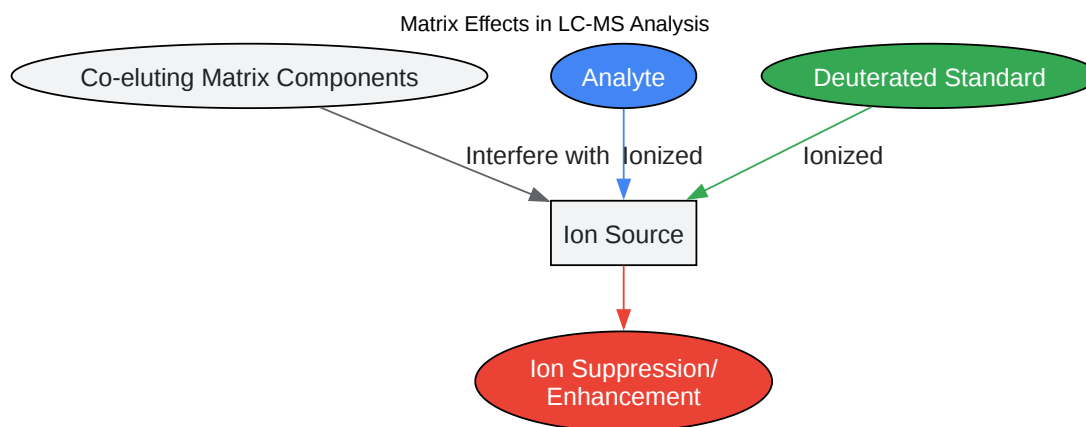 Matrix Effects in LC-MS Analysis
Co-eluting Matrix Components
Analyte
Deuterated Standard
Interfere with
Ionized
Ionized
Ion Source
Ion Suppression/
Enhancement